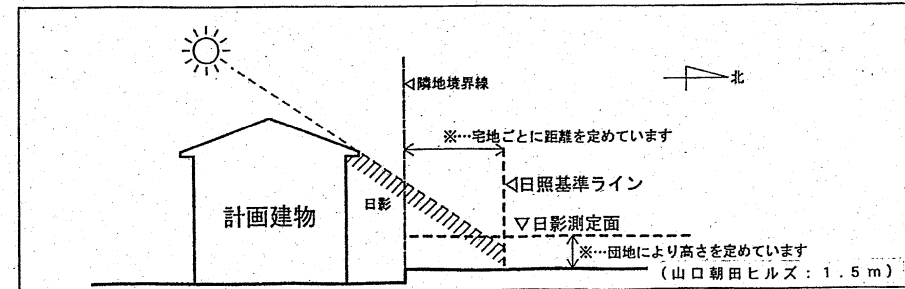 ◁隣地境界線
北
※…宅地ごとに距離を定めています
◁日照基準ライン
日影
計画建物
▽日影測定面
※…団地により高さを定めています
(山口朝田ヒルズ：1.5m)